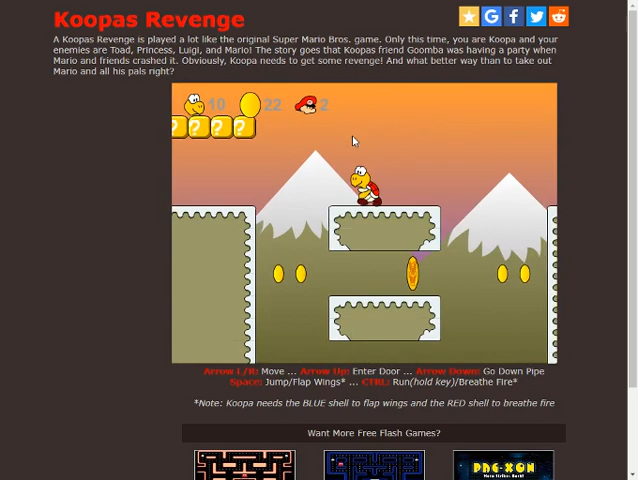 Koopas Revenge
A Koopas Revenge is played a lot like the original Super Mario Bros. game. Only this time, you are Koopa and your
enemies are Toad, Princess, Luigi, and Mario! The story goes that Koopas friend Goomba was having a party when
Mario and friends crashed it. Obviously, Koopa needs to get some revenge! And what better way than to take out
Mario and all his pals right?
10 22 2
? ? ? ?
Arrow L/R: Move ... Arrow Up: Enter Door ... Arrow Down: Go Down Pipe
Space: Jump/Flap Wings* ... CTRL: Run(hold key)/Breathe Fire*
*Note: Koopa needs the BLUE shell to flap wings and the RED shell to breathe fire
Want More Free Flash Games?
PAC-XON